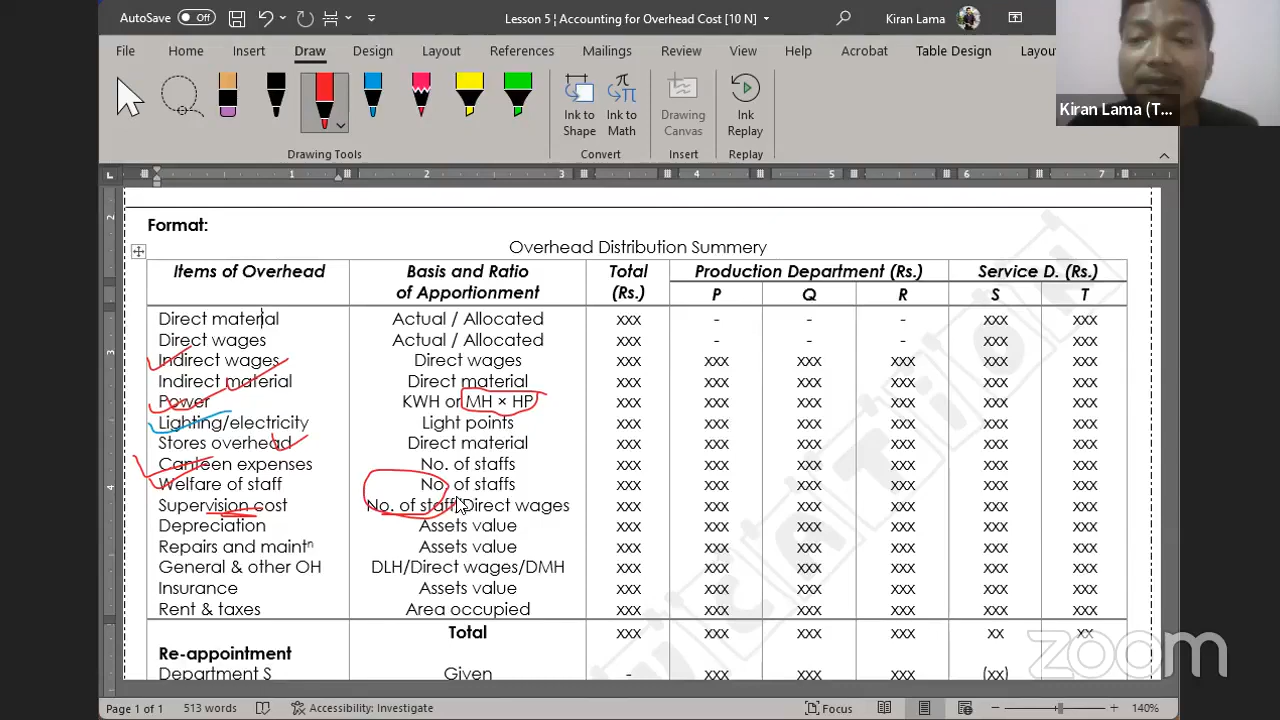 AutoSave Off Lesson 5 | Accounting for Overhead Cost [10 N] Kiran Lama
File Home Insert Draw Design Layout References Mailings Review View Help Acrobat Table Design Layou
Kiran Lama (T...
Ink to Shape
Ink to Math
Drawing Canvas
Ink Replay
Drawing Tools Convert Insert Replay
1 2 3 4 5 6 7
Format:
Overhead Distribution Summery
Items of Overhead Basis and Ratio of Apportionment Total (Rs.) Production Department (Rs.) Service D. (Rs.)
P Q R S T
Direct material Actual / Allocated xxx - - - xxx xxx
Direct wages Actual / Allocated xxx - - - xxx xxx
Indirect wages Direct wages xxx xxx xxx xxx xxx xxx
Indirect material Direct material xxx xxx xxx xxx xxx xxx
Power KWH or MH × HP xxx xxx xxx xxx xxx xxx
Lighting/electricity Light points xxx xxx xxx xxx xxx xxx
Stores overhead Direct material xxx xxx xxx xxx xxx xxx
Canteen expenses No. of staffs xxx xxx xxx xxx xxx xxx
Welfare of staff No. of staffs xxx xxx xxx xxx xxx xxx
Supervision cost No. of staff/Direct wages xxx xxx xxx xxx xxx xxx
Depreciation Assets value xxx xxx xxx xxx xxx xxx
Repairs and maintⁿ Assets value xxx xxx xxx xxx xxx xxx
General & other OH DLH/Direct wages/DMH xxx xxx xxx xxx xxx xxx
Insurance Assets value xxx xxx xxx xxx xxx xxx
Rent & taxes Area occupied xxx xxx xxx xxx xxx xxx
Total xxx xxx xxx xxx xx xx
Re-appointment
Department S Given - xxx xxx xxx (xx)
zoom
Page 1 of 1 513 words Accessibility: Investigate Focus 140%